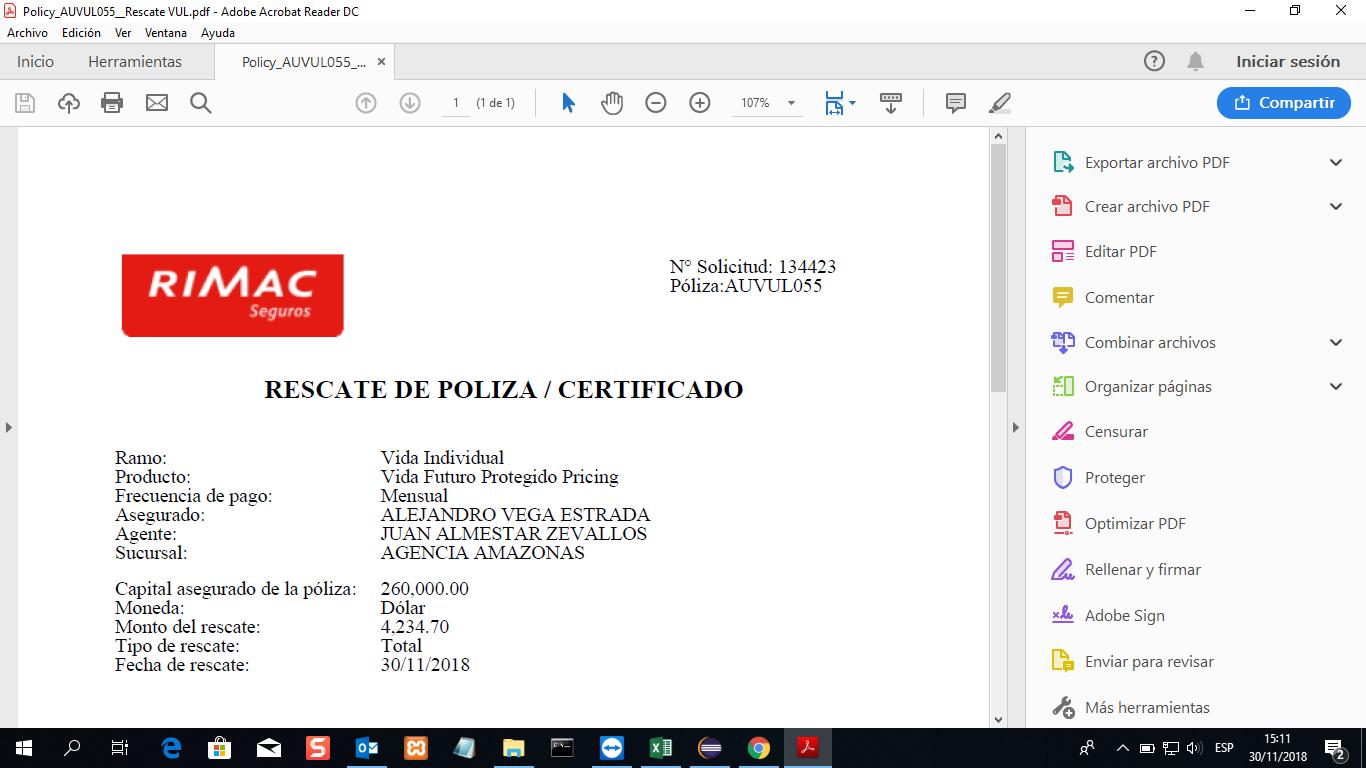 Policy_AUVUL055__Rescate VUL.pdf - Adobe Acrobat Reader DC
Archivo Edición Ver Ventana Ayuda
Inicio Herramientas Policy_AUVUL055_... Iniciar sesión
1 (1 de 1) 107% Compartir
RIMAC
Seguros
N° Solicitud: 134423
Póliza:AUVUL055
RESCATE DE POLIZA / CERTIFICADO
Ramo: Vida Individual
Producto: Vida Futuro Protegido Pricing
Frecuencia de pago: Mensual
Asegurado: ALEJANDRO VEGA ESTRADA
Agente: JUAN ALMESTAR ZEVALLOS
Sucursal: AGENCIA AMAZONAS
Capital asegurado de la póliza: 260,000.00
Moneda: Dólar
Monto del rescate: 4,234.70
Tipo de rescate: Total
Fecha de rescate: 30/11/2018
Exportar archivo PDF
Crear archivo PDF
Editar PDF
Comentar
Combinar archivos
Organizar páginas
Censurar
Proteger
Optimizar PDF
Rellenar y firmar
Adobe Sign
Enviar para revisar
Más herramientas
ESP
15:11
30/11/2018
2